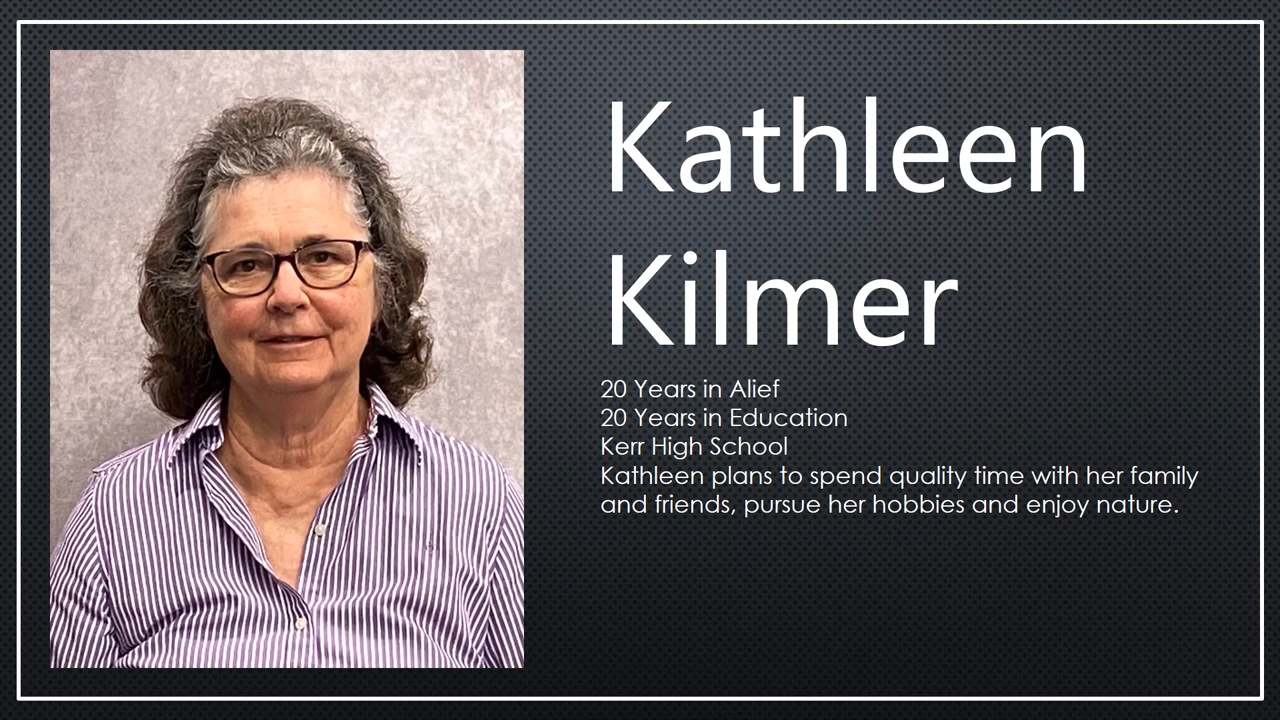 Kathleen
Kilmer
20 Years in Alief
20 Years in Education
Kerr High School
Kathleen plans to spend quality time with her family
and friends, pursue her hobbies and enjoy nature.